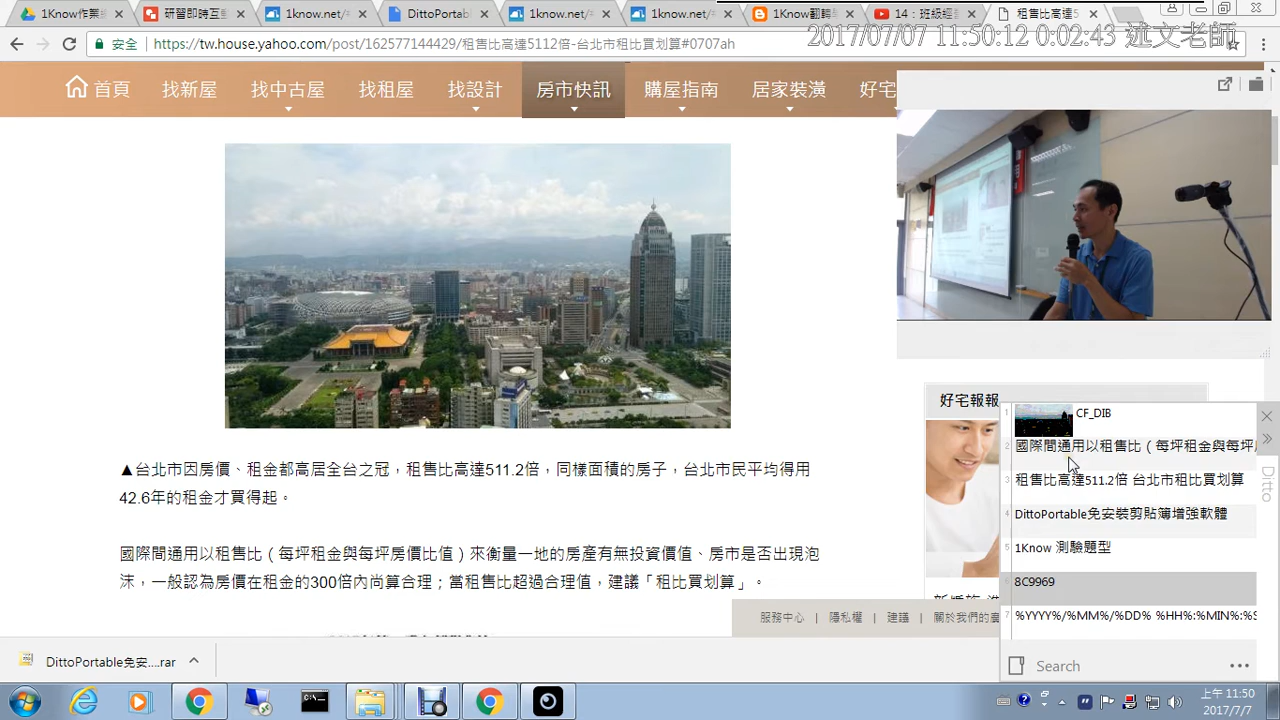 1Know作業
研習即時互動
1know.net/
DittoPortab
1know.net/
1know.net/
1Know翻轉
14：班級經
租售比高達5
安全 https://tw.house.yahoo.com/post/162577144429/租售比高達5112倍-台北市租比買划算#0707ah
2017/07/07 11:50:12 0:02:43 述文老師
首頁 找新屋 找中古屋 找租屋 找設計 房市快訊 購屋指南 居家裝潢 好宅
▲台北市因房價、租金都高居全台之冠，租售比高達511.2倍，同樣面積的房子，台北市民平均得用
42.6年的租金才買得起。
國際間通用以租售比（每坪租金與每坪房價比值）來衡量一地的房產有無投資價值、房市是否出現泡
沫，一般認為房價在租金的300倍內尚算合理；當租售比超過合理值，建議「租比買划算」。
好宅報報
服務中心 | 隱私權 | 建議 | 關於我們的廣
1 CF_DIB
2 國際間通用以租售比（每坪租金與每坪
3 租售比高達511.2倍 台北市租比買划算
4 DittoPortable免安裝剪貼簿增強軟體
5 1Know 測驗題型
6 8C9969
7 %YYYY%/%MM%/%DD% %HH%:%MIN%:%S
Ditto
Search
DittoPortable免安....rar
上午 11:50
2017/7/7